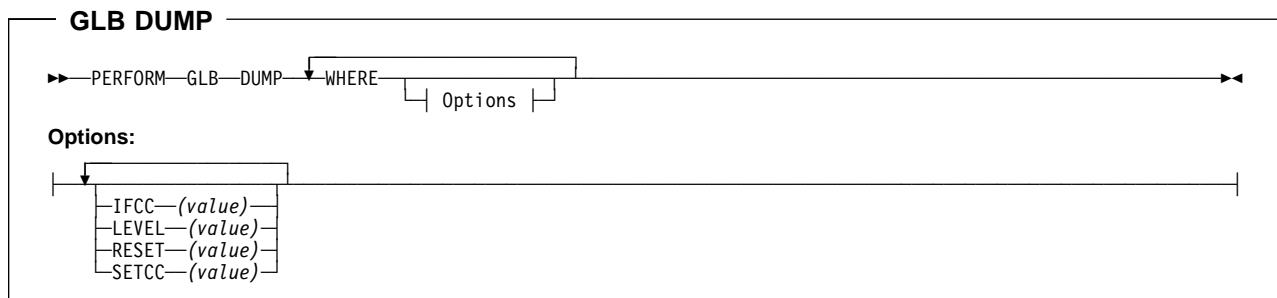 GLB DUMP
PERFORM GLB DUMP WHERE
Options
Options:
IFCC (value)
LEVEL (value)
RESET (value)
SETCC (value)